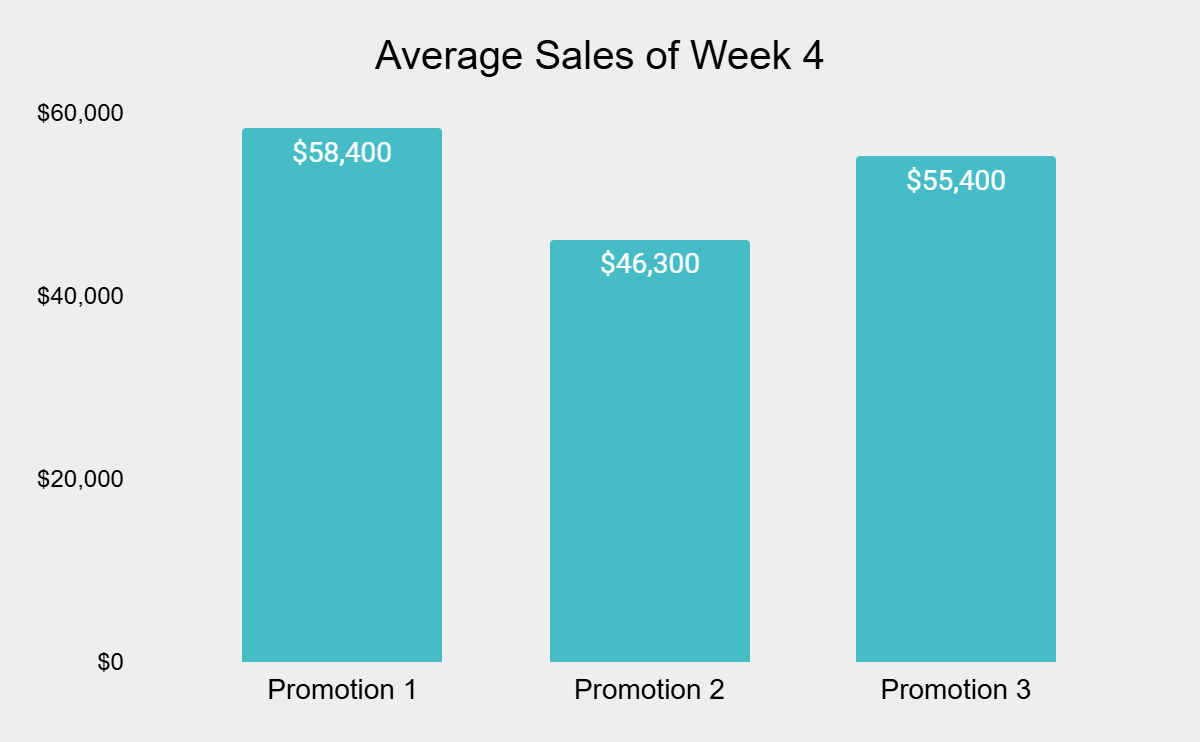 Average Sales of Week 4
$60,000
$58,400
$55,400
$46,300
$40,000
$20,000
$0
Promotion 1
Promotion 2
Promotion 3